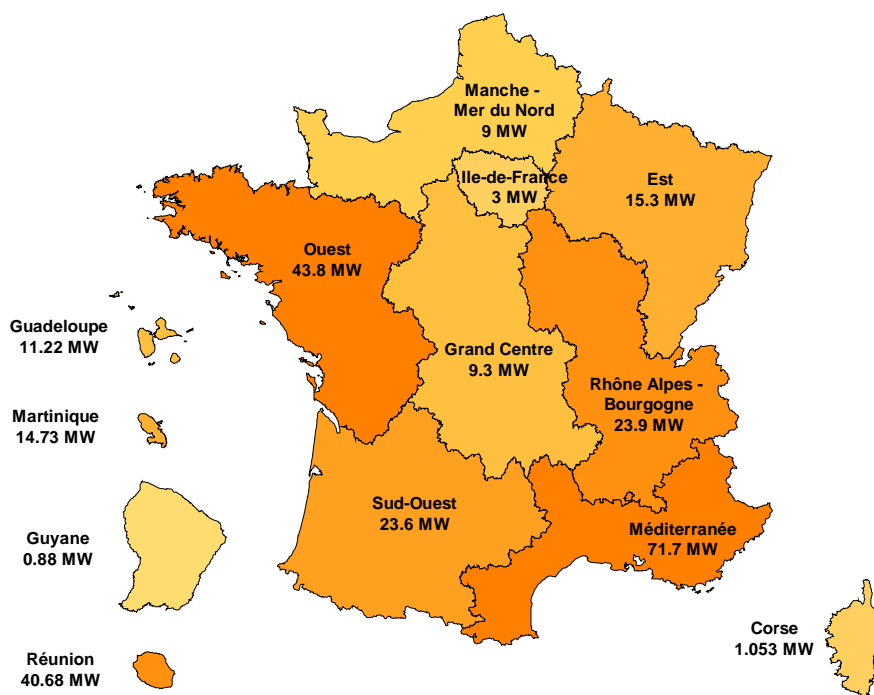 Manche -
Mer du Nord
9 MW
Ile-de-France
3 MW
Est
15.3 MW
Ouest
43.8 MW
Guadeloupe
11.22 MW
Grand Centre
9.3 MW
Rhône Alpes -
Bourgogne
23.9 MW
Martinique
14.73 MW
Sud-Ouest
23.6 MW
Méditerranée
71.7 MW
Guyane
0.88 MW
Corse
1.053 MW
Réunion
40.68 MW